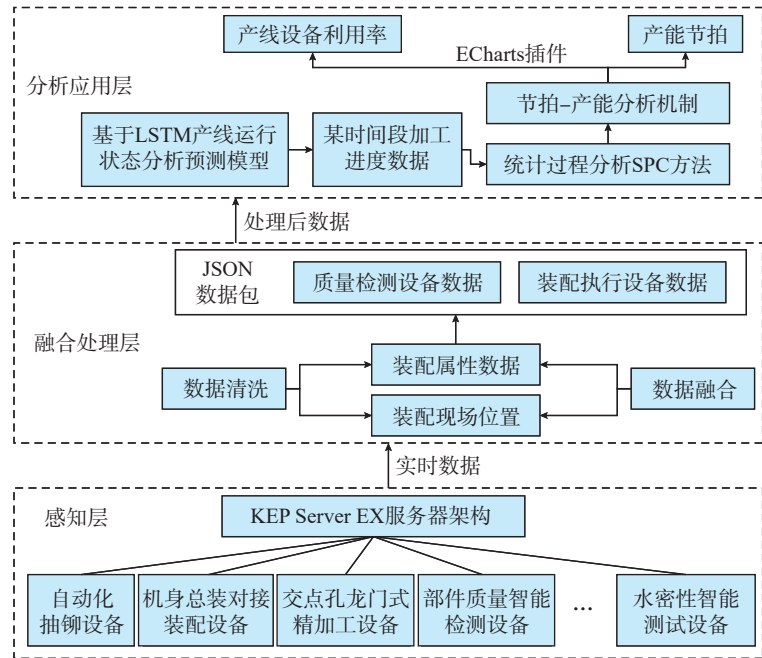 产线设备利用率
产能节拍
ECharts插件
分析应用层
节拍–产能分析机制
基于LSTM产线运行
状态分析预测模型
某时间段加工
进度数据
统计过程分析SPC方法
处理后数据
JSON
数据包
质量检测设备数据
装配执行设备数据
融合处理层
装配属性数据
数据清洗
数据融合
装配现场位置
实时数据
感知层
KEP Server EX服务器架构
自动化
抽铆设备
机身总装对接
装配设备
交点孔龙门式
精加工设备
部件质量智能
检测设备
…
水密性智能
测试设备